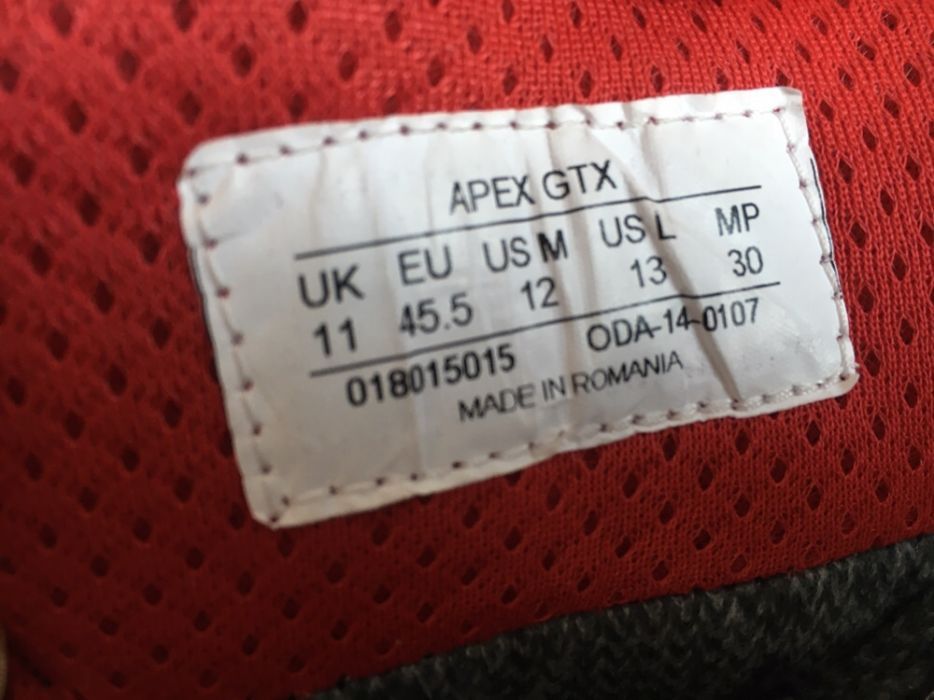 APEX GTX
UK EU US M US L MP
11 45.5 12 13 30
018015015 ODA-14-0107
MADE IN ROMANIA